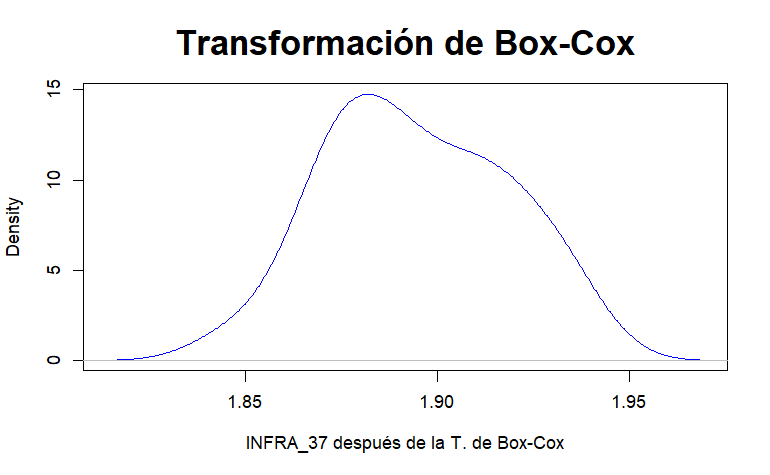 Transformación de Box-Cox
Density
15
10
5
0
1.85 1.90 1.95
INFRA_37 después de la T. de Box-Cox